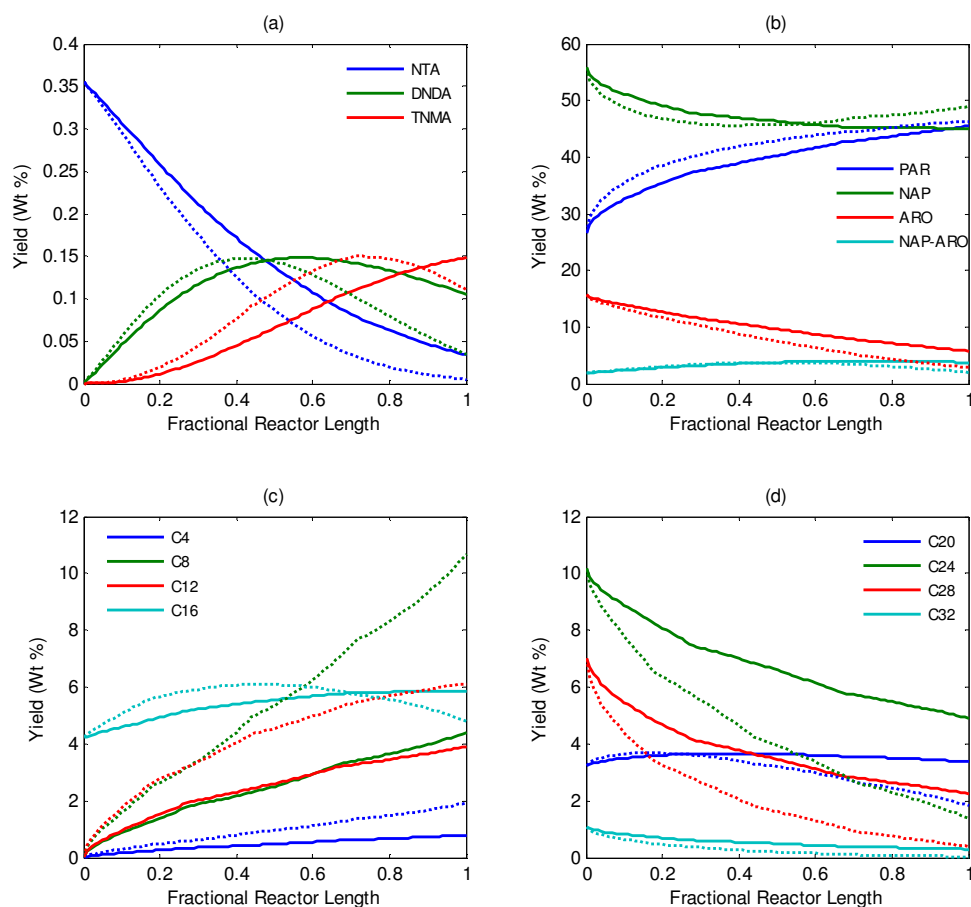 (a)
Yield (Wt %)
0.4
0.35
0.3
0.25
0.2
0.15
0.1
0.05
0
NTA
DNDA
TNMA
0 0.2 0.4 0.6 0.8 1
Fractional Reactor Length
(b)
Yield (Wt %)
60
50
40
30
20
10
0
PAR
NAP
ARO
NAP-ARO
0 0.2 0.4 0.6 0.8 1
Fractional Reactor Length
(c)
Yield (Wt %)
12
10
8
6
4
2
0
C4
C8
C12
C16
0 0.2 0.4 0.6 0.8 1
Fractional Reactor Length
(d)
Yield (Wt %)
12
10
8
6
4
2
0
C20
C24
C28
C32
0 0.2 0.4 0.6 0.8 1
Fractional Reactor Length